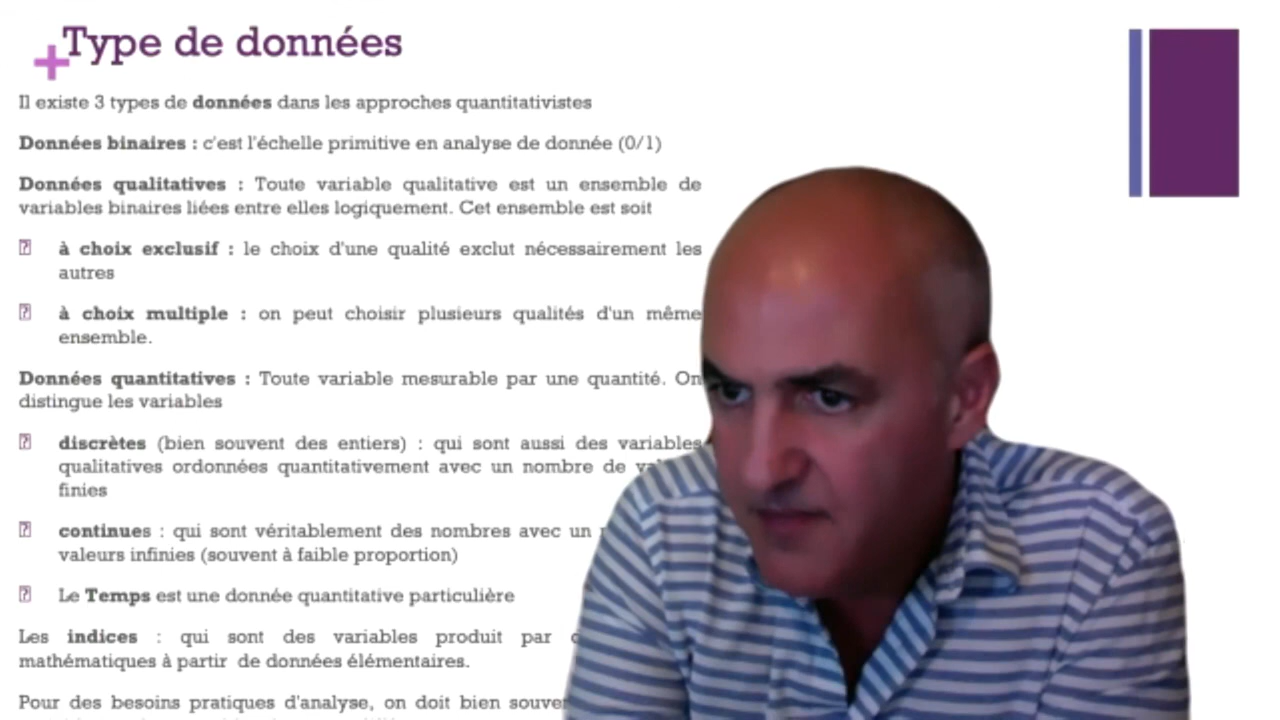 Type de données
Il existe 3 types de données dans les approches quantitativistes
Données binaires : c'est l'échelle primitive en analyse de donnée (0/1)
Données qualitatives : Toute variable qualitative est un ensemble de
variables binaires liées entre elles logiquement. Cet ensemble est soit
à choix exclusif : le choix d'une qualité exclut nécessairement les
autres
à choix multiple : on peut choisir plusieurs qualités d'un même
ensemble.
Données quantitatives : Toute variable mesurable par une quantité. On
distingue les variables
discrètes (bien souvent des entiers) : qui sont aussi des variables
qualitatives ordonnées quantitativement avec un nombre de
finies
continues : qui sont véritablement des nombres avec un
valeurs infinies (souvent à faible proportion)
Le Temps est une donnée quantitative particulière
Les indices : qui sont des variables produit par
mathématiques à partir de données élémentaires.
Pour des besoins pratiques d'analyse, on doit bien